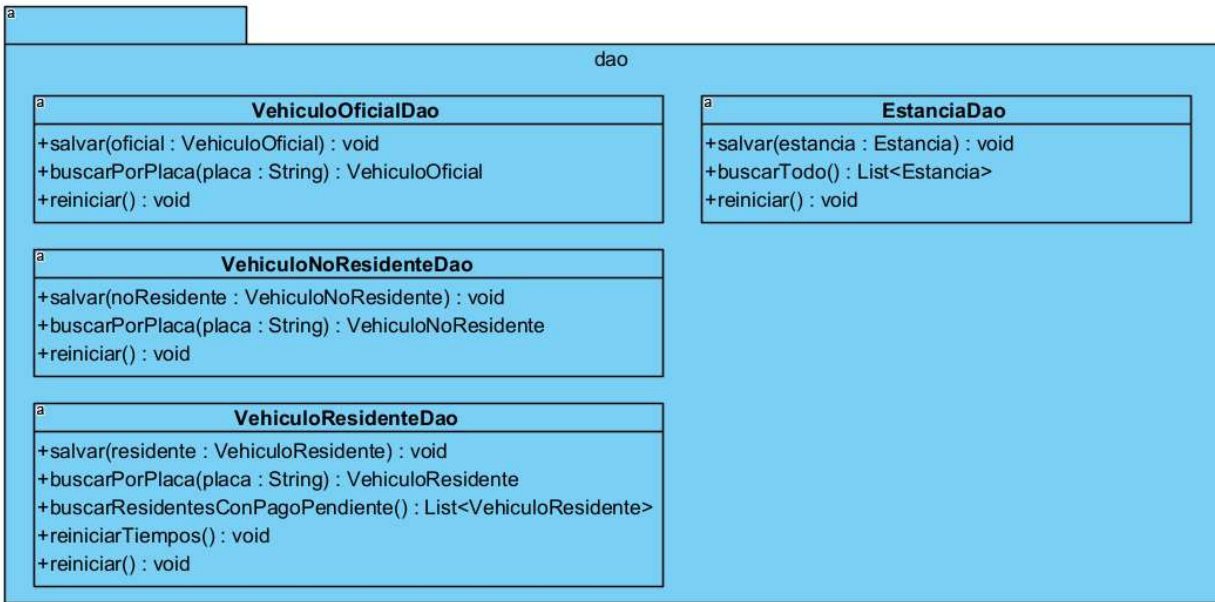 a
dao
a
VehiculoOficialDao
+salvar(oficial : VehiculoOficial) : void
+buscarPorPlaca(placa : String) : VehiculoOficial
+reiniciar() : void
a
EstanciaDao
+salvar(estancia : Estancia) : void
+buscarTodo() : List<Estancia>
+reiniciar() : void
a
VehiculoNoResidenteDao
+salvar(noResidente : VehiculoNoResidente) : void
+buscarPorPlaca(placa : String) : VehiculoNoResidente
+reiniciar() : void
a
VehiculoResidenteDao
+salvar(residente : VehiculoResidente) : void
+buscarPorPlaca(placa : String) : VehiculoResidente
+buscarResidentesConPagoPendiente() : List<VehiculoResidente>
+reiniciarTiempos() : void
+reiniciar() : void